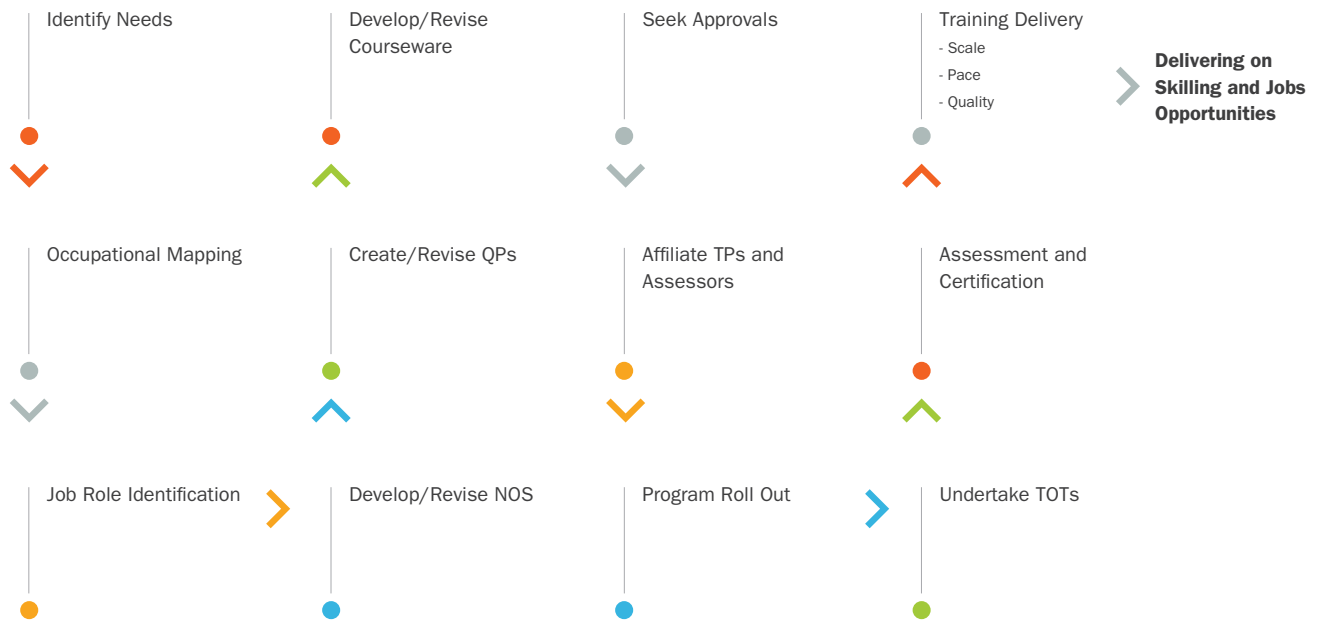 Identify Needs
Develop/Revise
Courseware
Seek Approvals
Training Delivery
- Scale
- Pace
- Quality
Delivering on
Skilling and Jobs
Opportunities
Occupational Mapping
Create/Revise QPs
Affiliate TPs and
Assessors
Assessment and
Certification
Job Role Identification
Develop/Revise NOS
Program Roll Out
Undertake TOTs